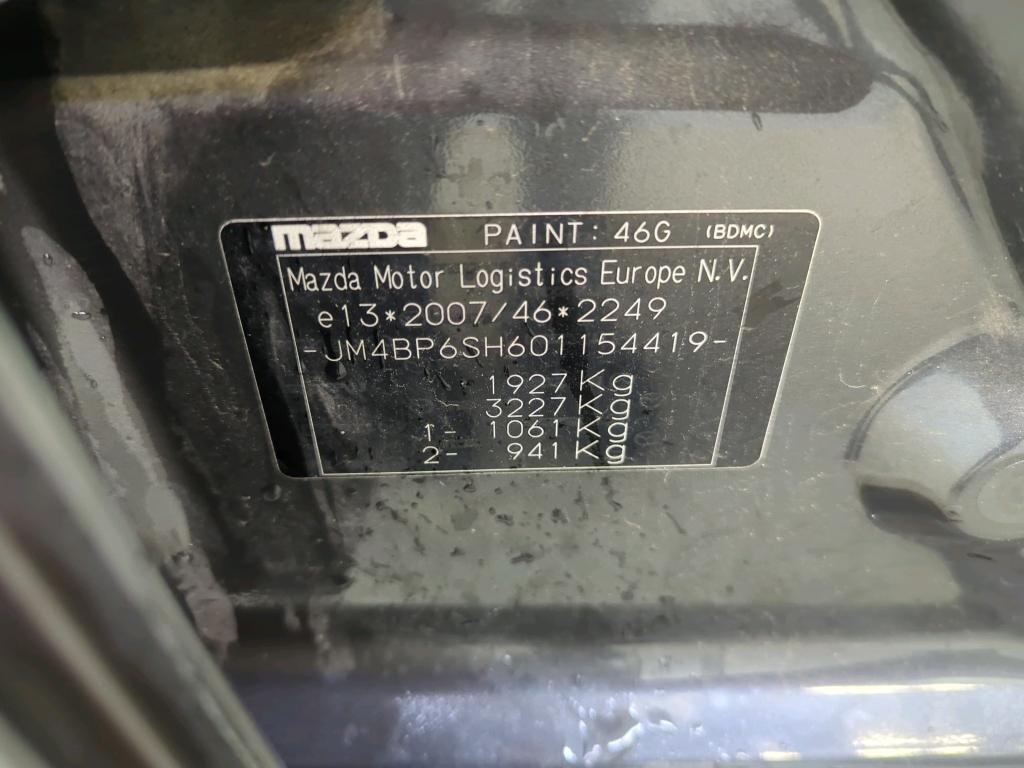 mazDa PAINT: 46G (BDMC)
Mazda Motor Logistics Europe N.V.
e13*2007/46*2249
-JM4BP6SH601154419-
1927 Kg
3227 Kg
1- 1061 Kg
2- 941 Kg